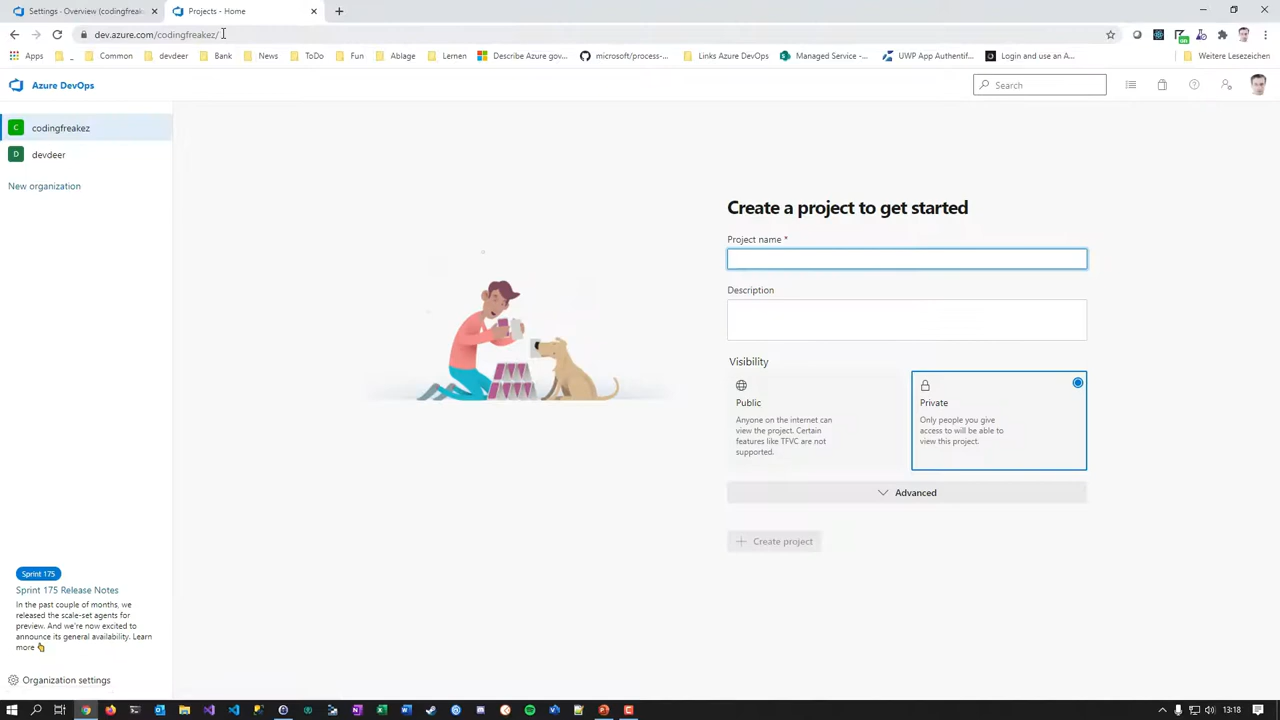 Settings - Overview (codingfreak
Projects - Home
dev.azure.com/codingfreakez/
Apps
_
Common
devdeer
Bank
News
ToDo
Fun
Ablage
Lernen
Describe Azure gov...
microsoft/process-...
Links Azure DevOps
Managed Service -...
UWP App Authentif...
Login and use an A...
Weitere Lesezeichen
Azure DevOps
Search
C codingfreakez
D devdeer
New organization
Create a project to get started
Project name *
Description
Visibility
Public
Anyone on the internet can
view the project. Certain
features like TFVC are not
supported.
Private
Only people you give
access to will be able to
view this project.
Advanced
Create project
Sprint 175
Sprint 175 Release Notes
In the past couple of months, we
released the scale-set agents for
preview. And we're now excited to
announce its general availability. Learn
more
Organization settings
13:18